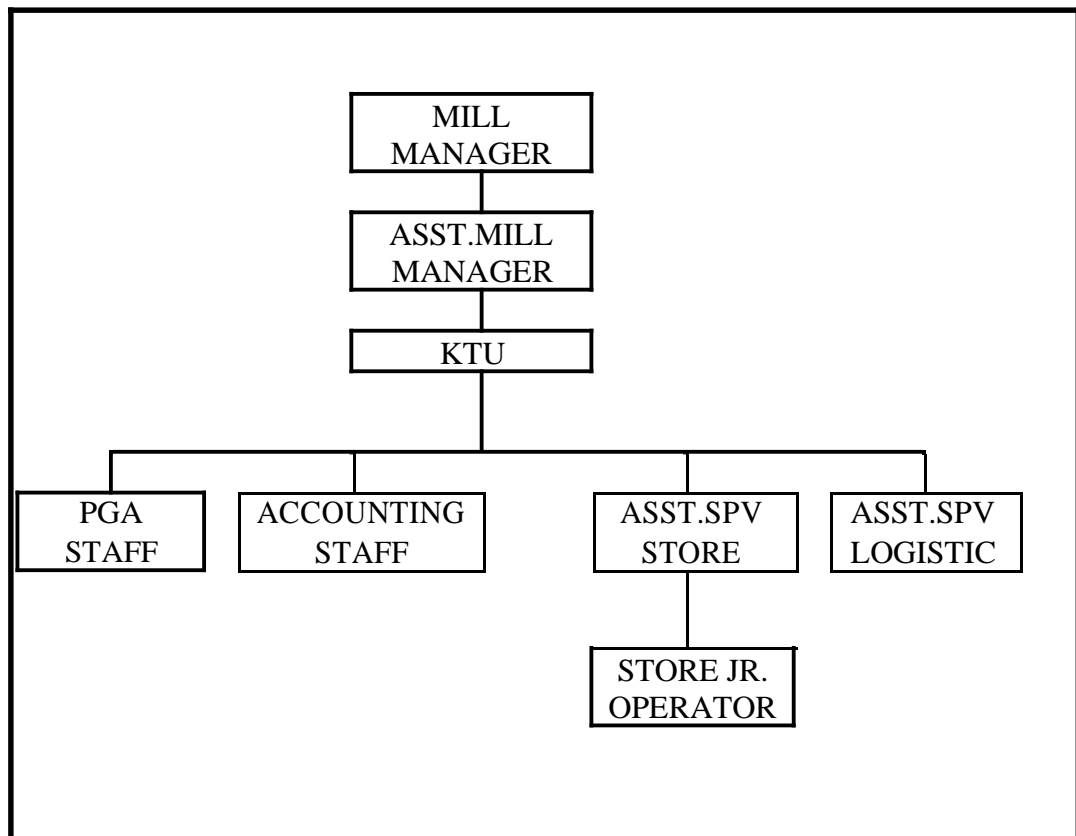 MILL
MANAGER
ASST.MILL
MANAGER
KTU
PGA
STAFF
ACCOUNTING
STAFF
ASST.SPV
STORE
ASST.SPV
LOGISTIC
STORE JR.
OPERATOR